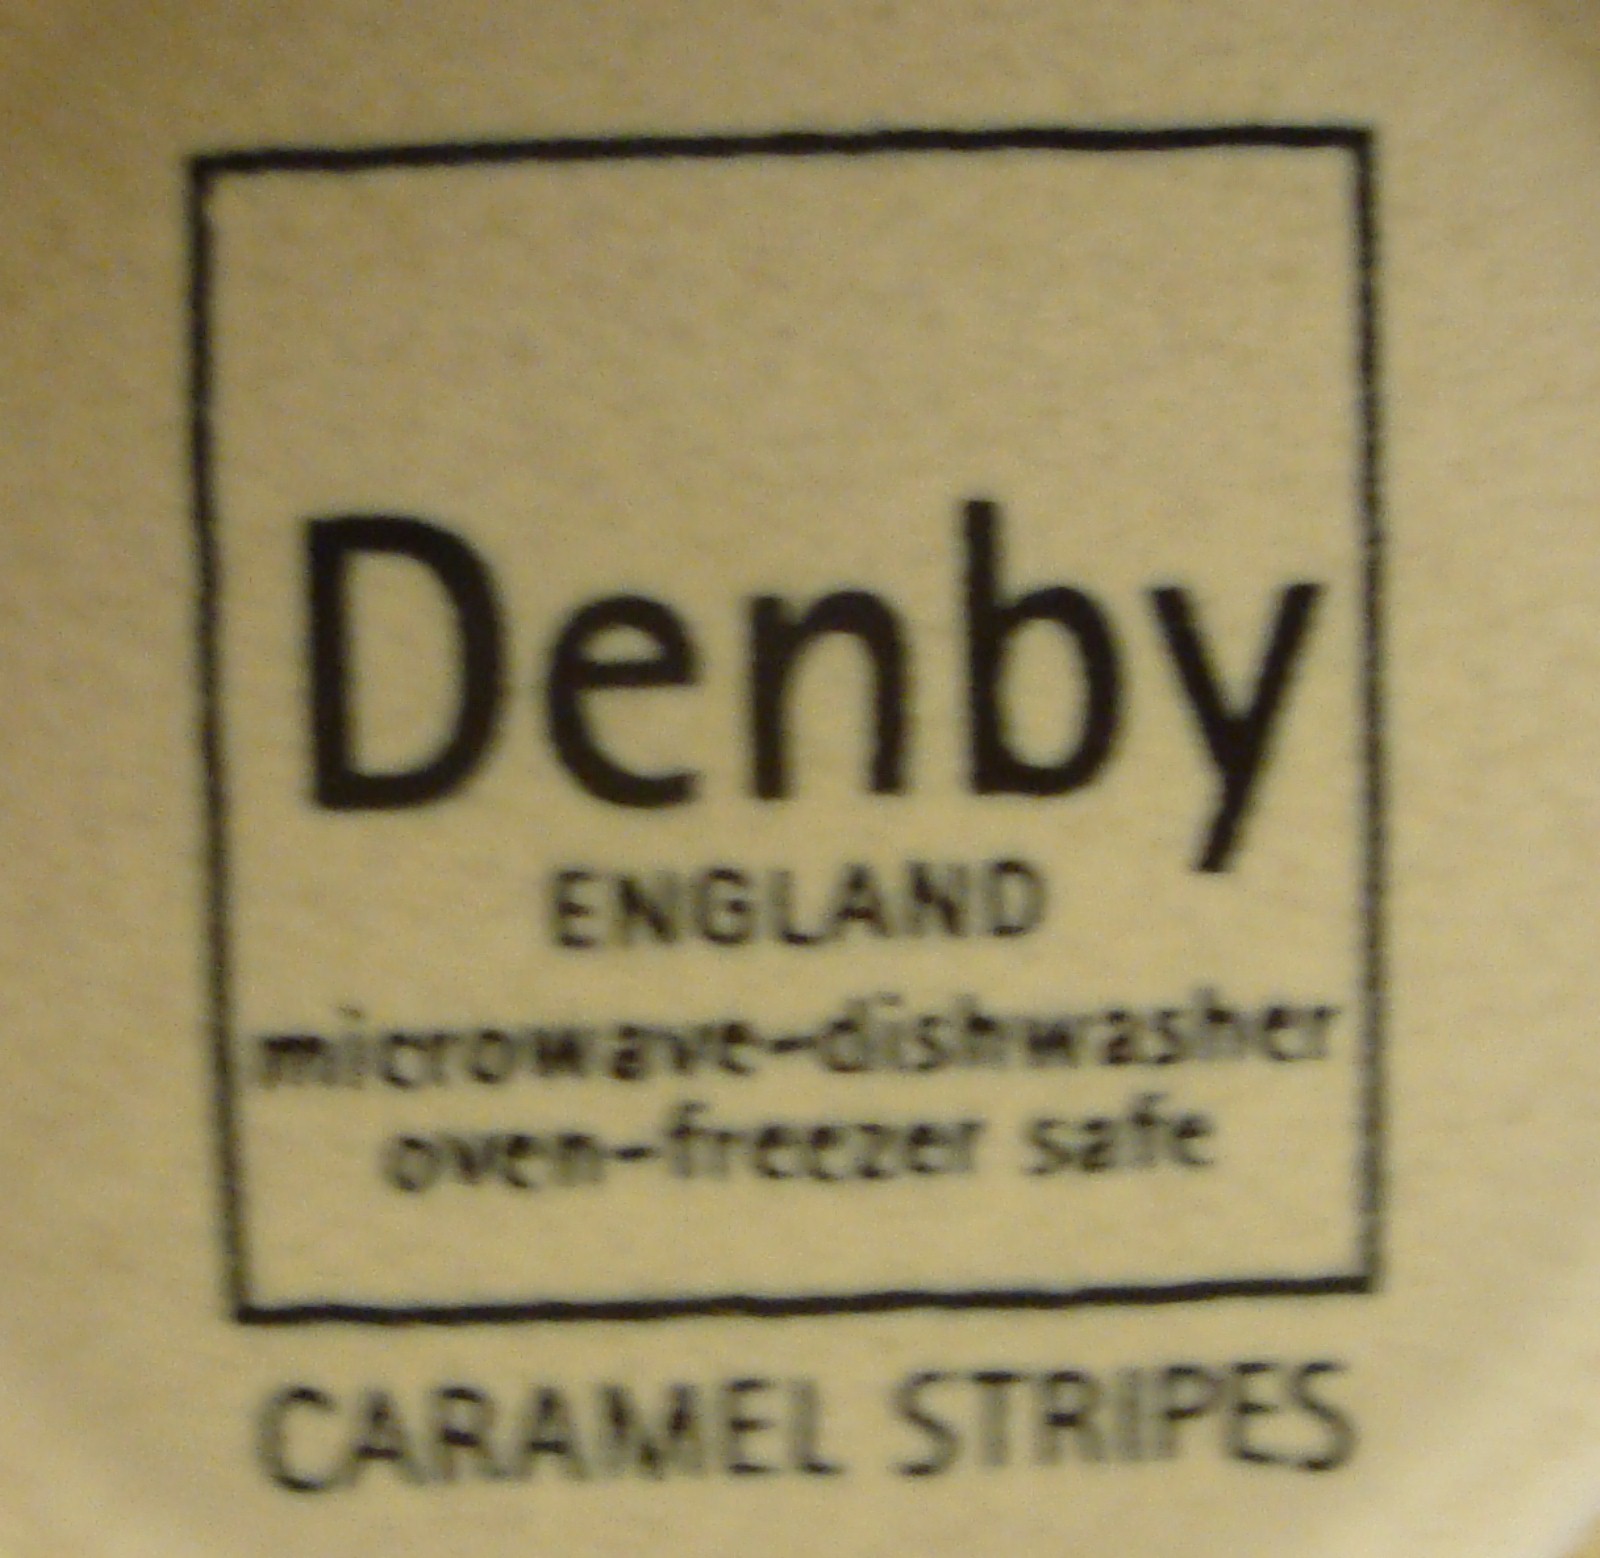 Denby
ENGLAND
microwave-dishwasher
oven-freezer safe
CARAMEL STRIPES